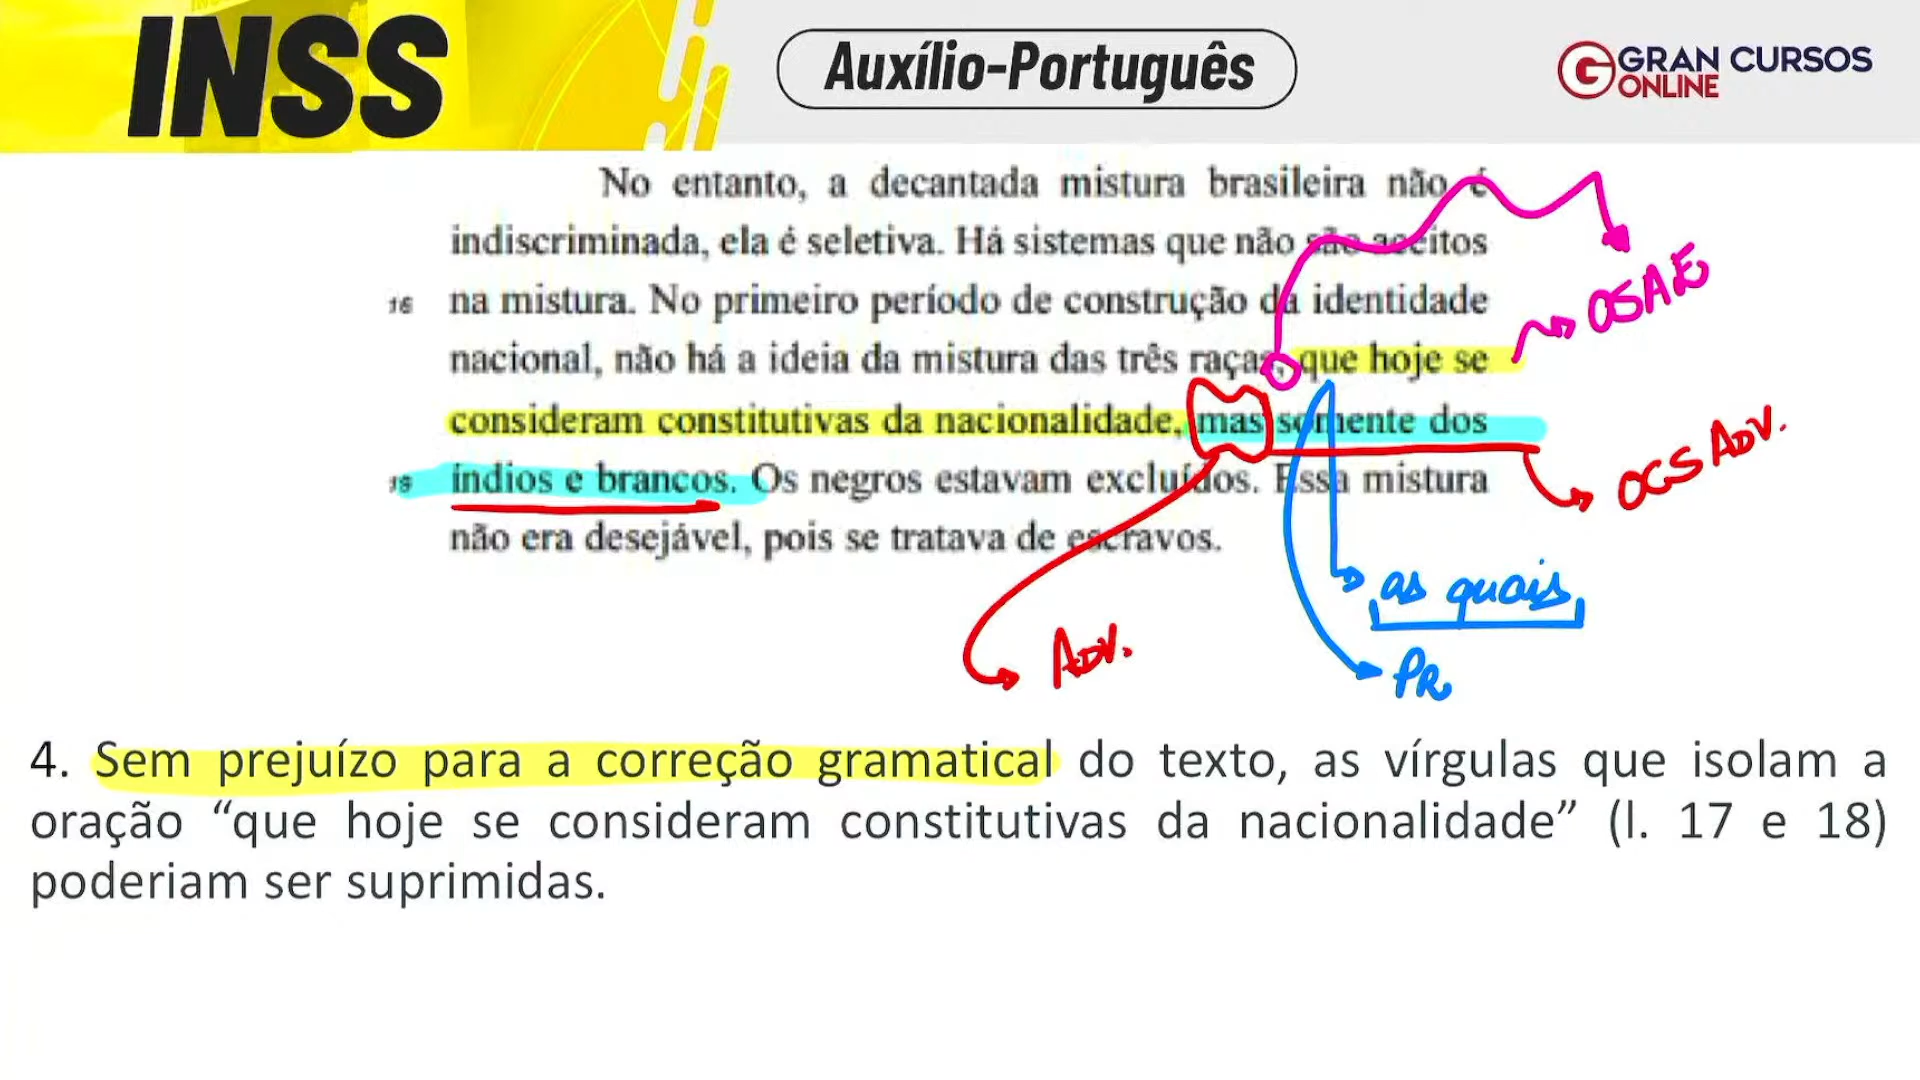 INSS
Auxílio-Português
GRAN CURSOS
ONLINE
No entanto, a decantada mistura brasileira não é
indiscriminada, ela é seletiva. Há sistemas que não são aceitos
16 na mistura. No primeiro período de construção da identidade
nacional, não há a ideia da mistura das três raças, que hoje se
consideram constitutivas da nacionalidade, mas somente dos
19 índios e brancos. Os negros estavam excluídos. Essa mistura
não era desejável, pois se tratava de escravos.
OSAE
OCS ADV.
as quais
ADV.
PR
4. Sem prejuízo para a correção gramatical do texto, as vírgulas que isolam a
oração “que hoje se consideram constitutivas da nacionalidade” (l. 17 e 18)
poderiam ser suprimidas.